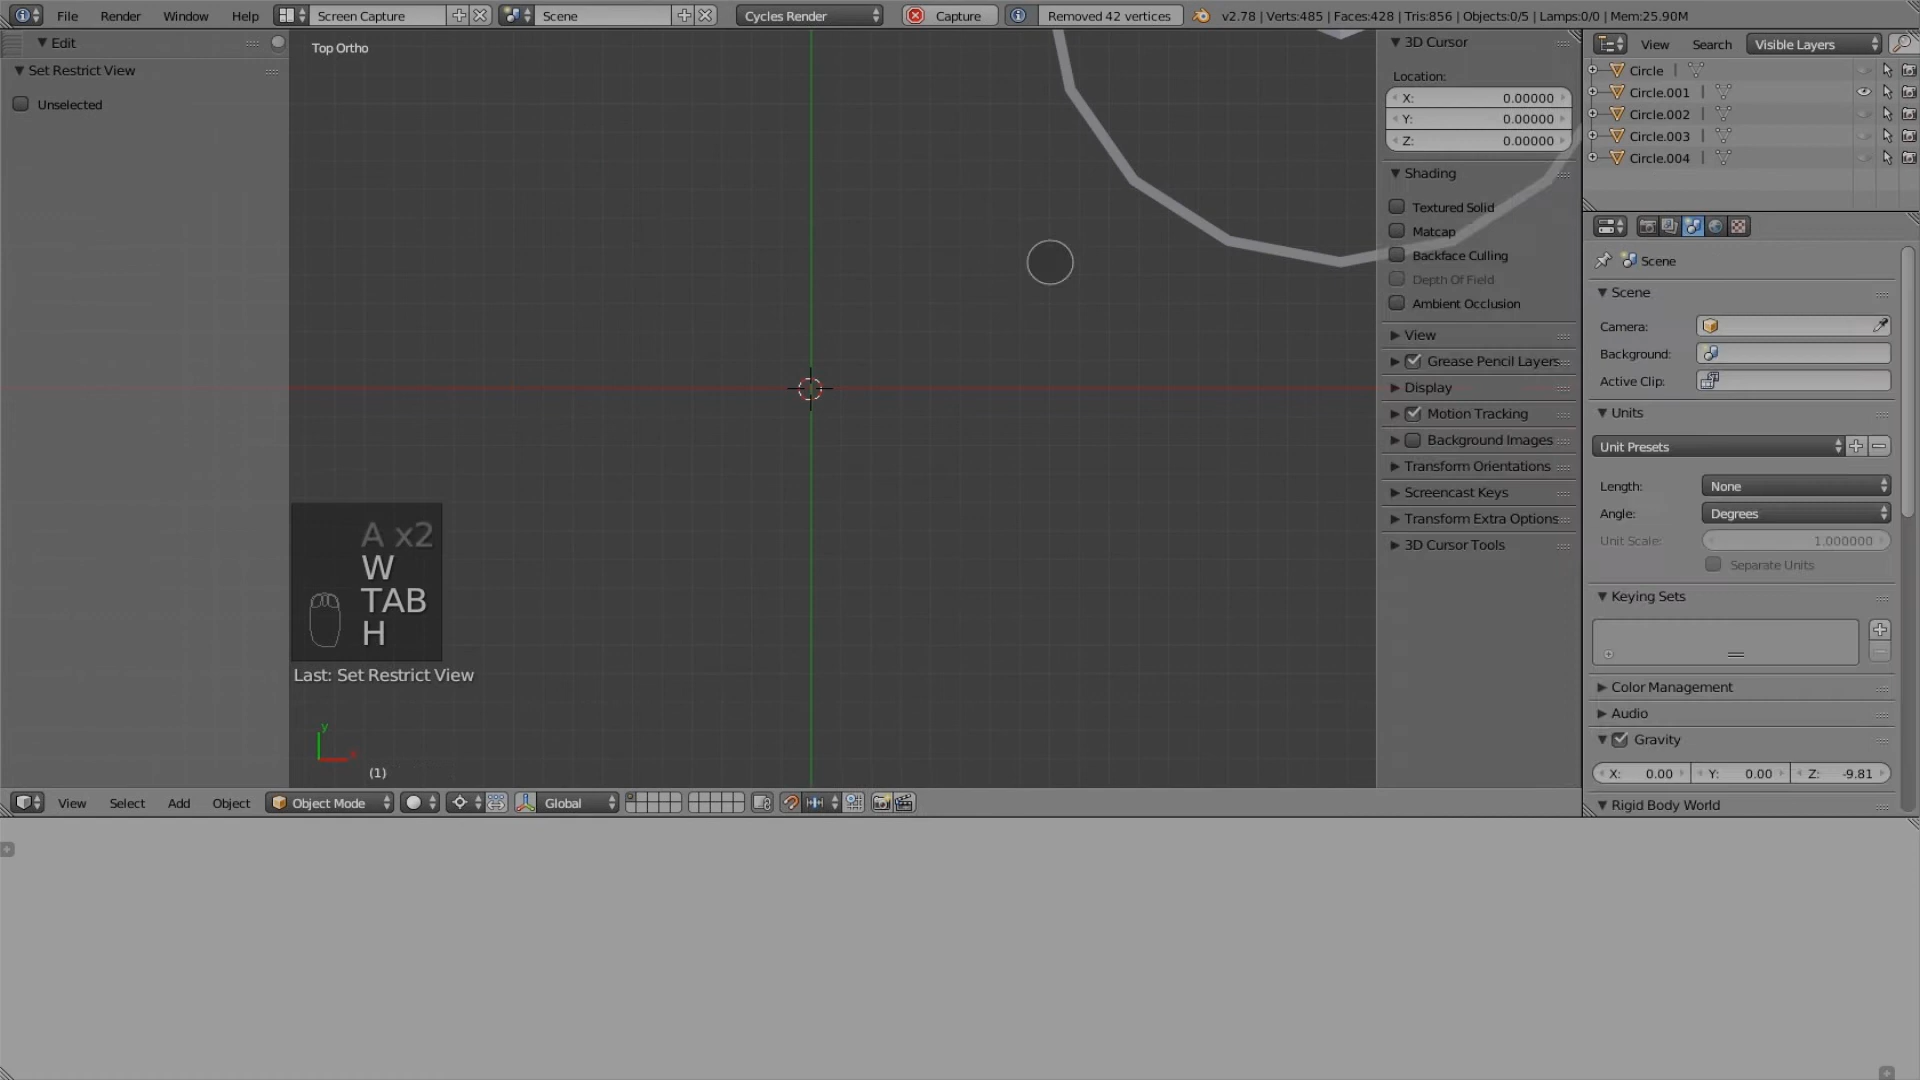 File Render Window Help Screen Capture Scene Cycles Render Capture Removed 42 vertices v2.78 | Verts:485 | Faces:428 | Tris:856 | Objects:0/5 | Lamps:0/0 | Mem:25.90M
Edit
Set Restrict View
Unselected
Top Ortho
A x2
W
TAB
H
Last: Set Restrict View
y
x
(1)
3D Cursor
Location:
X: 0.00000
Y: 0.00000
Z: 0.00000
Shading
Textured Solid
Matcap
Backface Culling
Depth Of Field
Ambient Occlusion
View
Grease Pencil Layers
Display
Motion Tracking
Background Images
Transform Orientations
Screencast Keys
Transform Extra Options
3D Cursor Tools
View Search Visible Layers
Circle
Circle.001
Circle.002
Circle.003
Circle.004
Scene
Scene
Camera:
Background:
Active Clip:
Units
Unit Presets
Length: None
Angle: Degrees
Unit Scale: 1.000000
Separate Units
Keying Sets
Color Management
Audio
Gravity
X: 0.00 Y: 0.00 Z: -9.81
Rigid Body World
View Select Add Object Object Mode Global